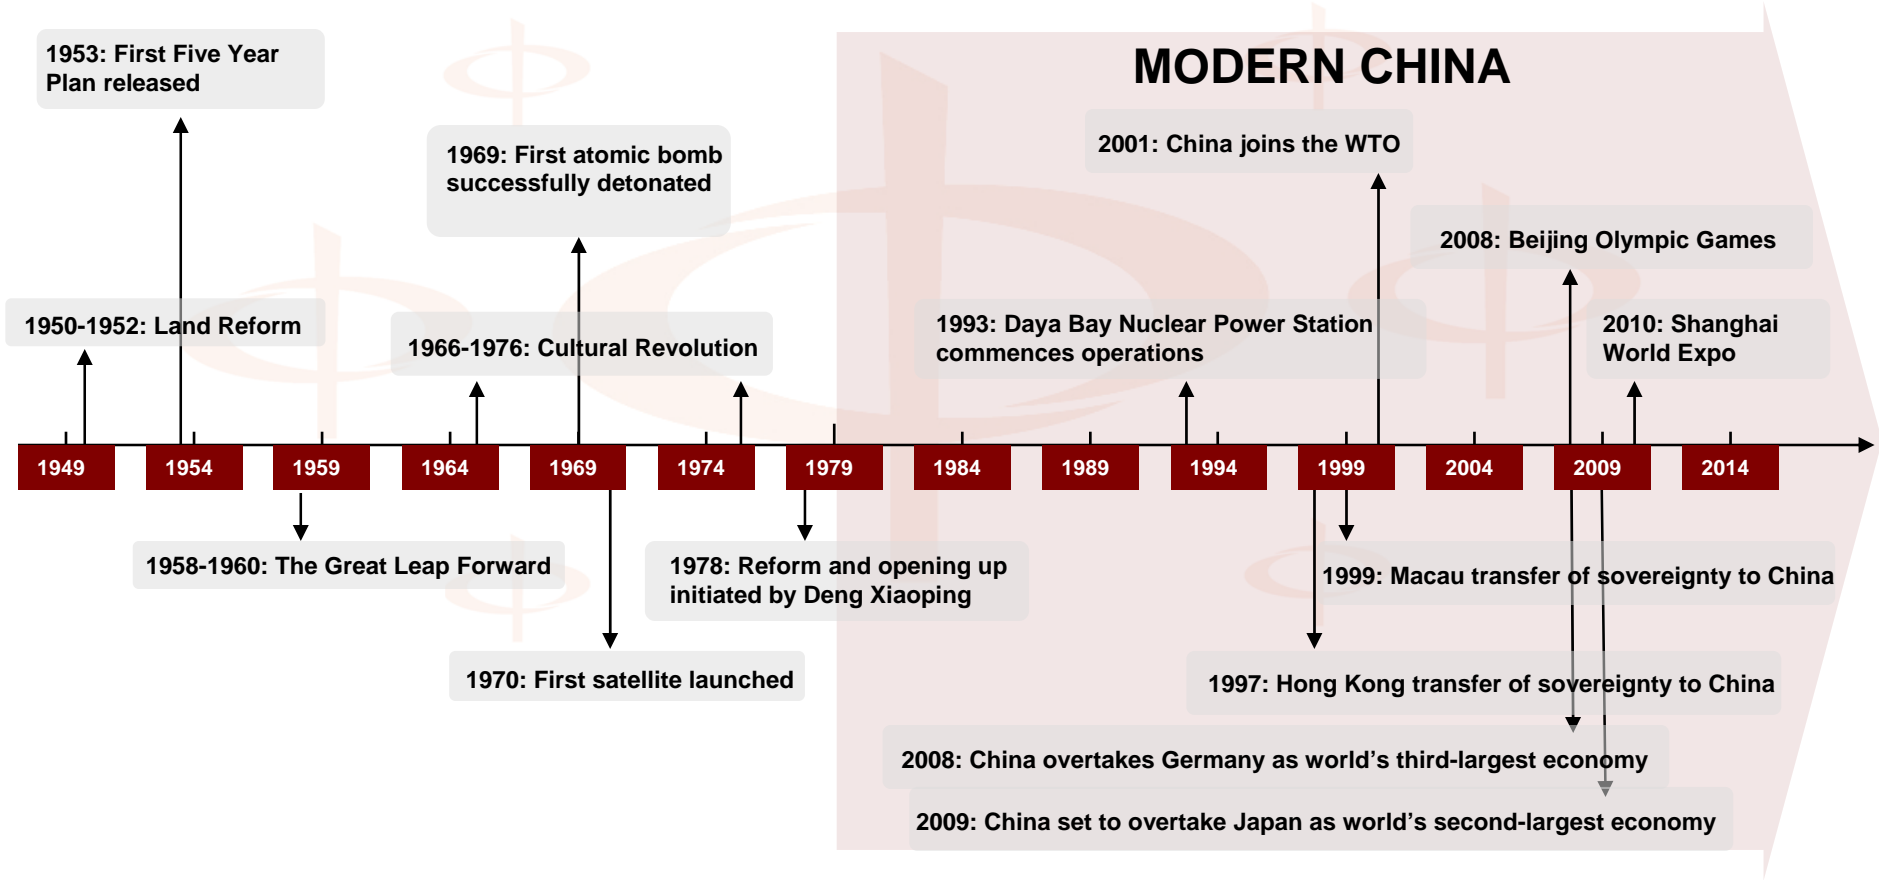 MODERN CHINA
1953: First Five Year
Plan released
1969: First atomic bomb
successfully detonated
2001: China joins the WTO
2008: Beijing Olympic Games
1950-1952: Land Reform
1966-1976: Cultural Revolution
1993: Daya Bay Nuclear Power Station
commences operations
2010: Shanghai
World Expo
1949
1954
1959
1964
1969
1974
1979
1984
1989
1994
1999
2004
2009
2014
1958-1960: The Great Leap Forward
1978: Reform and opening up
initiated by Deng Xiaoping
1999: Macau transfer of sovereignty to China
1970: First satellite launched
1997: Hong Kong transfer of sovereignty to China
2008: China overtakes Germany as world’s third-largest economy
2009: China set to overtake Japan as world’s second-largest economy